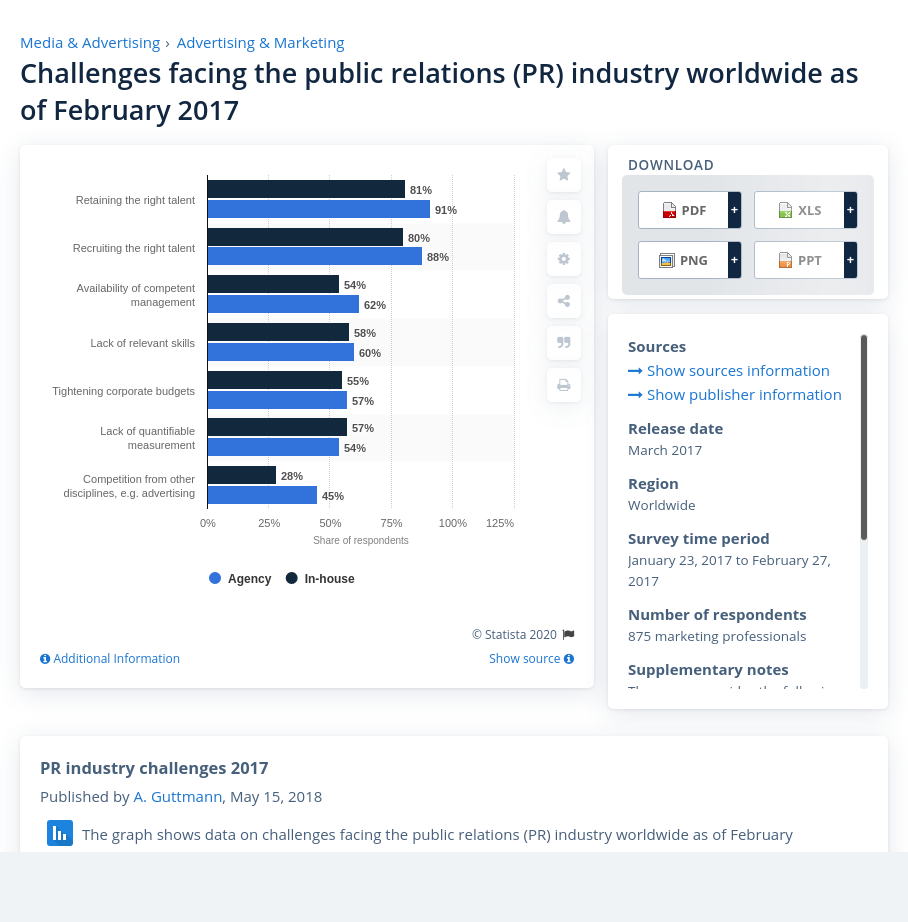 Media & Advertising › Advertising & Marketing
Challenges facing the public relations (PR) industry worldwide as
of February 2017
Retaining the right talent
81%
91%
Recruiting the right talent
80%
88%
Availability of competent
management
54%
62%
Lack of relevant skills
58%
60%
Tightening corporate budgets
55%
57%
Lack of quantifiable
measurement
57%
54%
Competition from other
disciplines, e.g. advertising
28%
45%
0% 25% 50% 75% 100% 125%
Share of respondents
Agency In-house
© Statista 2020
Additional Information
Show source
DOWNLOAD
PDF + XLS +
PNG + PPT +
Sources
Show sources information
Show publisher information
Release date
March 2017
Region
Worldwide
Survey time period
January 23, 2017 to February 27,
2017
Number of respondents
875 marketing professionals
Supplementary notes
PR industry challenges 2017
Published by A. Guttmann, May 15, 2018
The graph shows data on challenges facing the public relations (PR) industry worldwide as of February